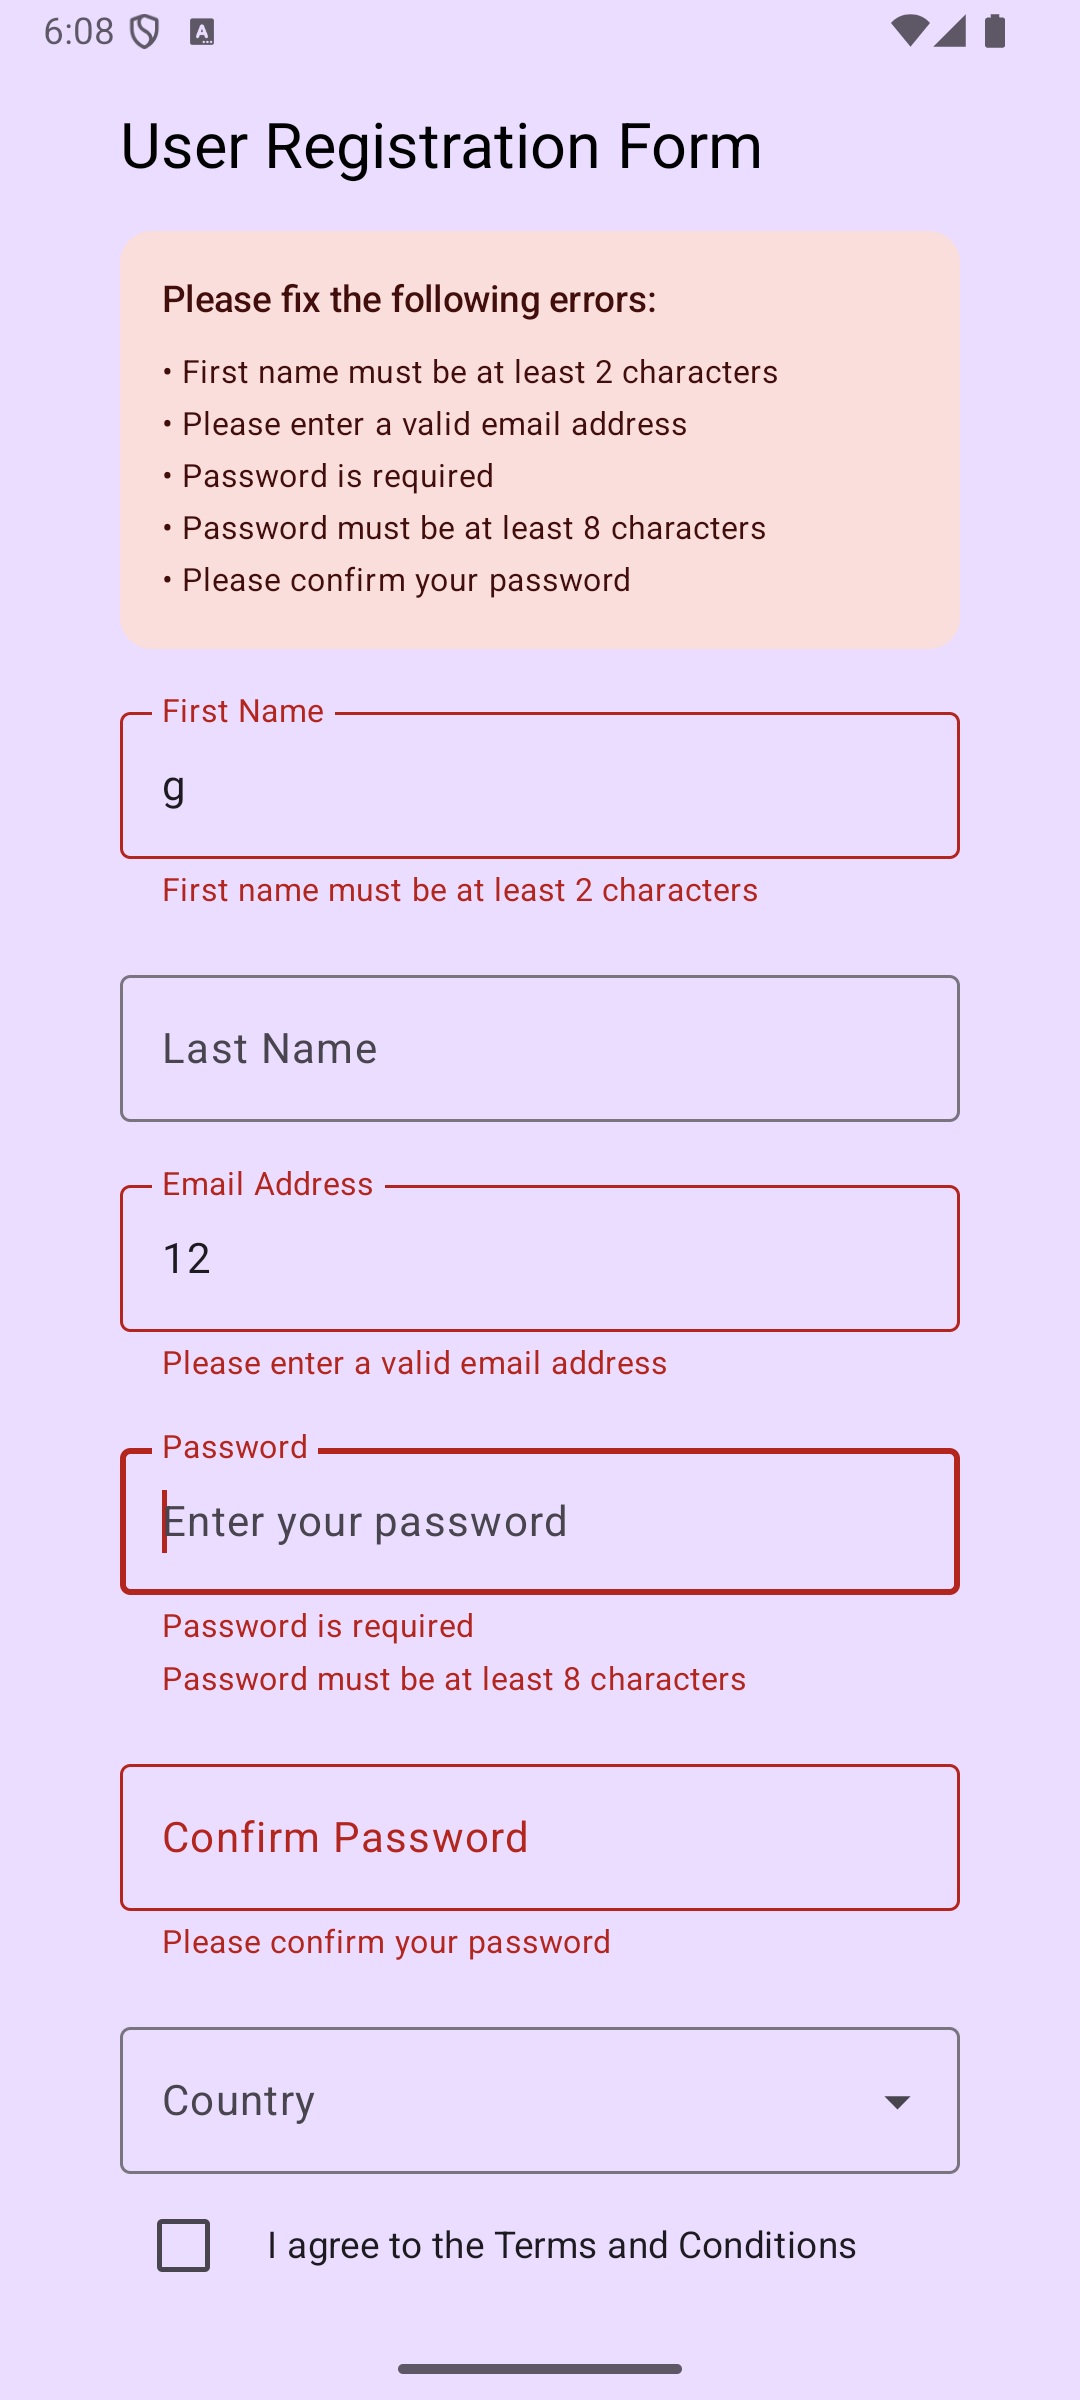 6:08
User Registration Form
Please fix the following errors:
• First name must be at least 2 characters
• Please enter a valid email address
• Password is required
• Password must be at least 8 characters
• Please confirm your password
First Name
g
First name must be at least 2 characters
Last Name
Email Address
12
Please enter a valid email address
Password
Enter your password
Password is required
Password must be at least 8 characters
Confirm Password
Please confirm your password
Country
I agree to the Terms and Conditions